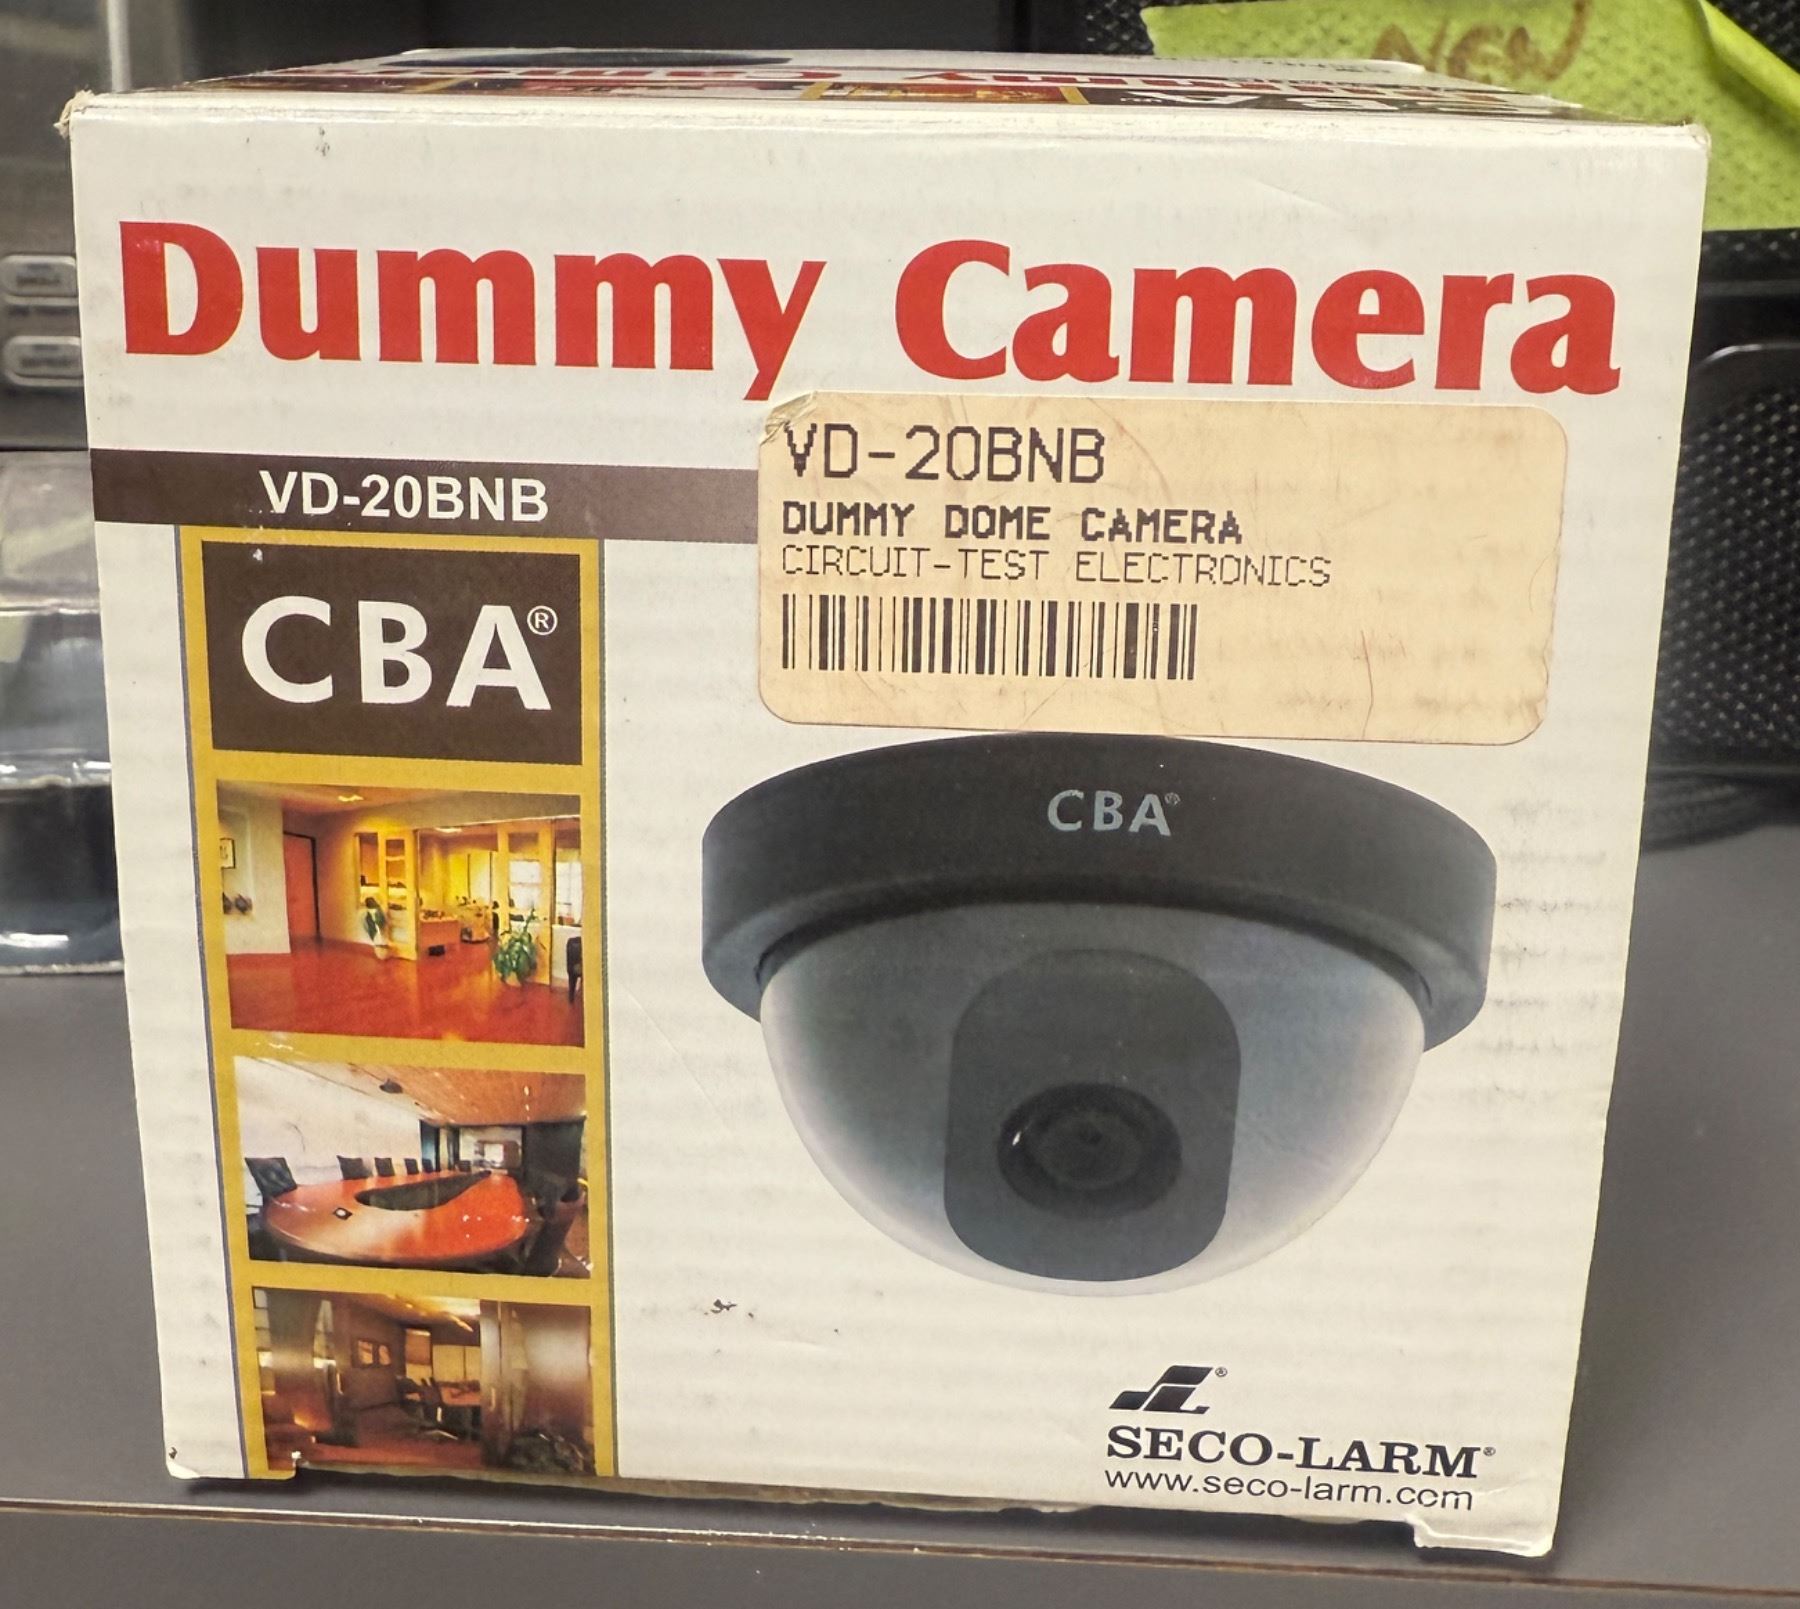 NEW
Dummy Camera
VD-20BNB
VD-20BNB
DUMMY DOME CAMERA
CIRCUIT-TEST ELECTRONICS
CBA®
CBA®
®
SECO-LARM®
www.seco-larm.com